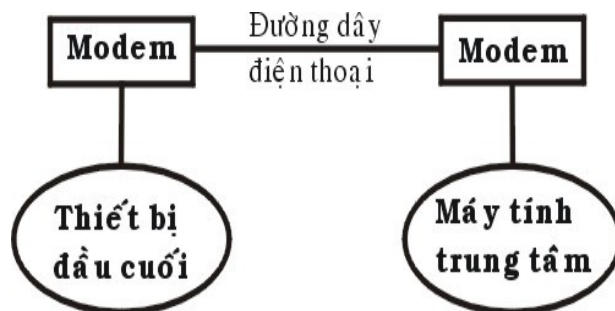 Modem
Đường dây
điện thoại
Modem
Thiết bị
đầu cuối
Máy tính
trung tâm